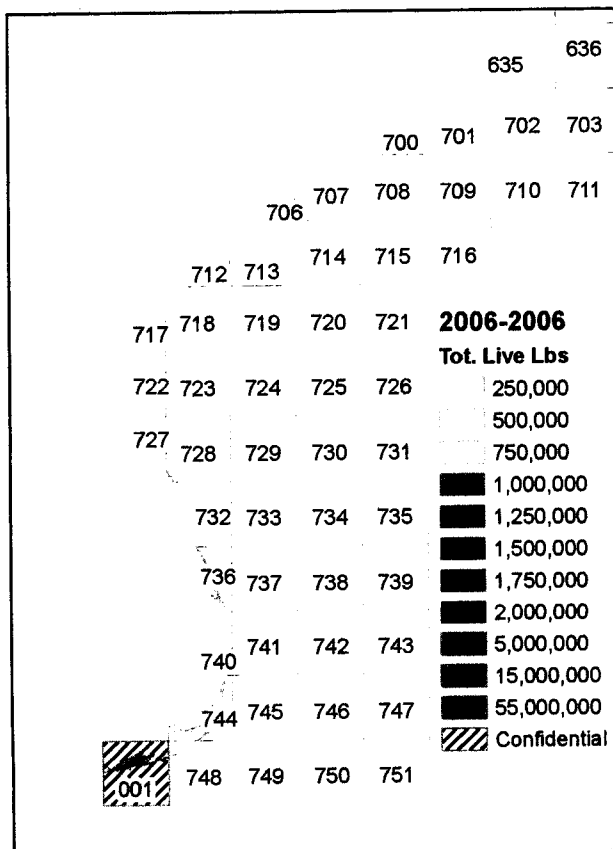 636
635
700 701 702 703
706 707 708 709 710 711
712 713 714 715 716
717 718 719 720 721
2006-2006
Tot. Live Lbs
722 723 724 725 726
250,000
500,000
727 728 729 730 731
750,000
1,000,000
732 733 734 735
1,250,000
1,500,000
736 737 738 739
1,750,000
2,000,000
740 741 742 743
5,000,000
15,000,000
744 745 746 747
55,000,000
Confidential
001 748 749 750 751